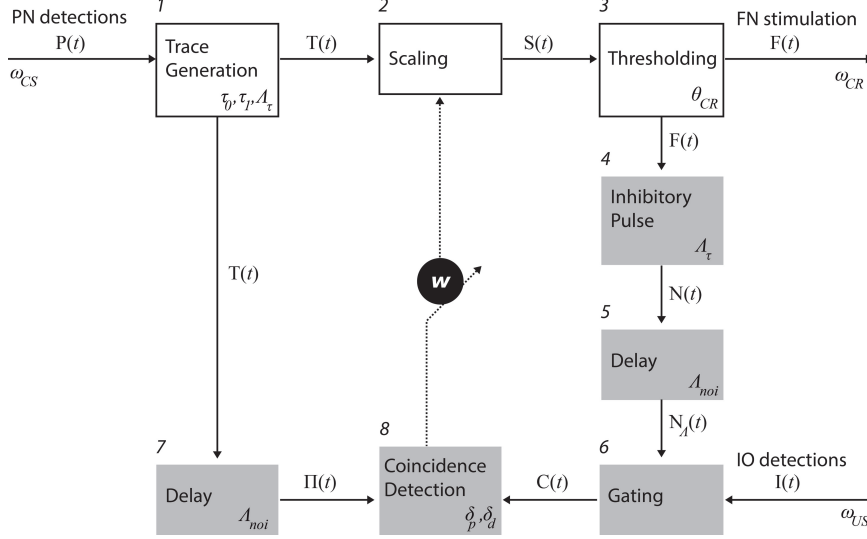 PN detections
P(t)
ω_CS
1
Trace
Generation
τ_0,τ_1,Λ_τ
T(t)
2
Scaling
S(t)
3
Thresholding
θ_CR
FN stimulation
F(t)
ω_CR
F(t)
4
Inhibitory
Pulse
Λ_τ
T(t)
w
N(t)
5
Delay
Λ_noi
N_Λ(t)
7
Delay
Λ_noi
Π(t)
8
Coincidence
Detection
δ_p,δ_d
C(t)
6
Gating
IO detections
I(t)
ω_US